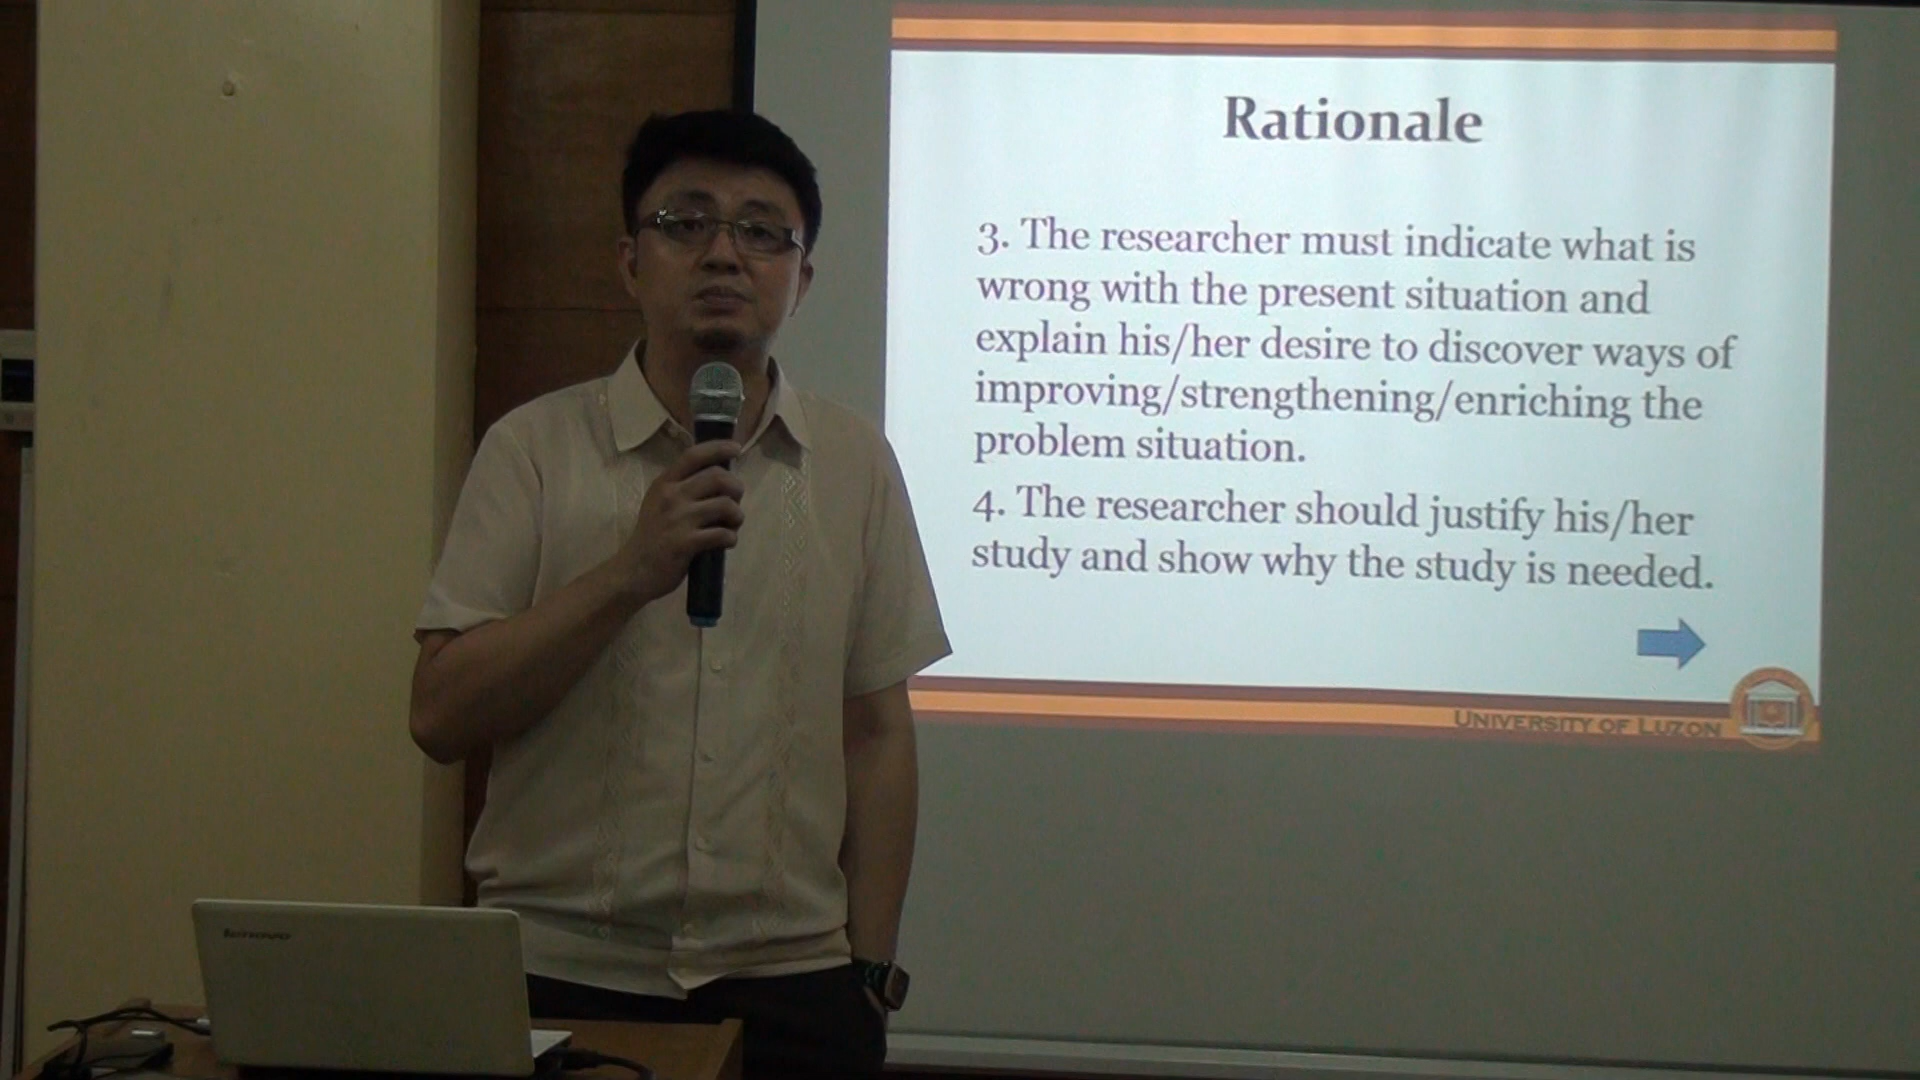 Rationale
3. The researcher must indicate what is
wrong with the present situation and
explain his/her desire to discover ways of
improving/strengthening/enriching the
problem situation.
4. The researcher should justify his/her
study and show why the study is needed.
UNIVERSITY OF LUZON
lenovo